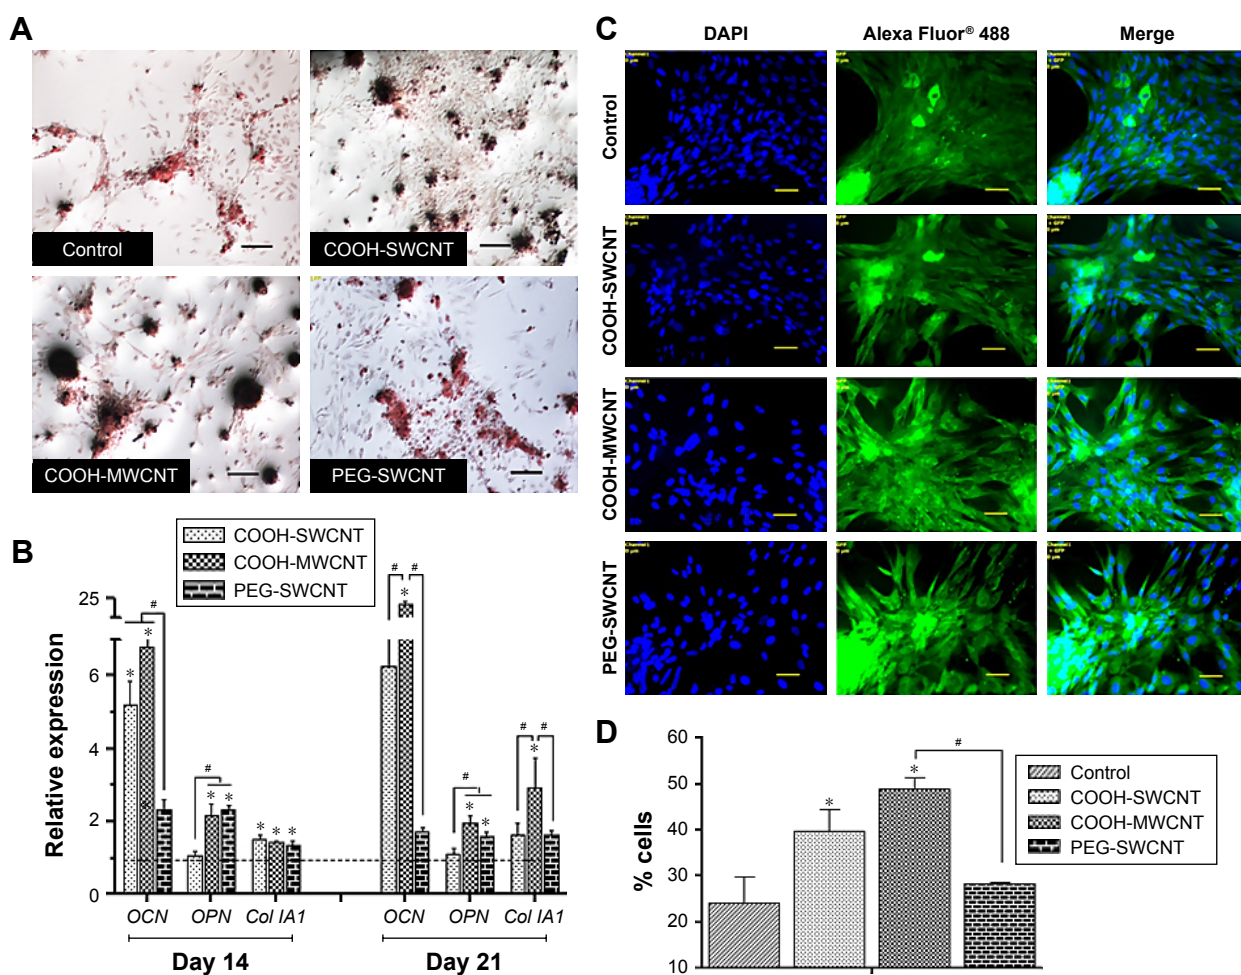 A
Control
COOH-SWCNT
COOH-MWCNT
PEG-SWCNT
B
COOH-SWCNT
COOH-MWCNT
PEG-SWCNT
Relative expression
25
6
4
2
0
*
*
#
#
*
*
*
*
*
#
#
*
#
*
*
#
#
*
OCN
OPN
Col IA1
OCN
OPN
Col IA1
Day 14
Day 21
C
DAPI
Alexa Fluor® 488
Merge
Control
COOH-SWCNT
COOH-MWCNT
PEG-SWCNT
D
% cells
60
50
40
30
20
10
*
*
#
Control
COOH-SWCNT
COOH-MWCNT
PEG-SWCNT